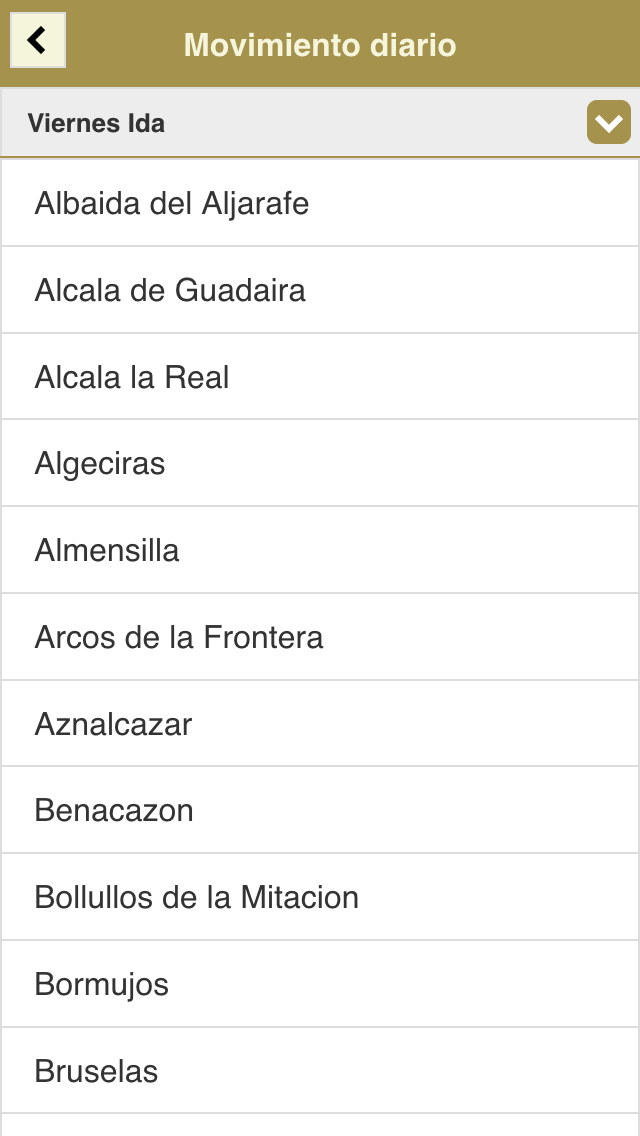 Movimiento diario
Viernes Ida
Albaida del Aljarafe
Alcala de Guadaira
Alcala la Real
Algeciras
Almensilla
Arcos de la Frontera
Aznalcazar
Benacazon
Bollullos de la Mitacion
Bormujos
Bruselas